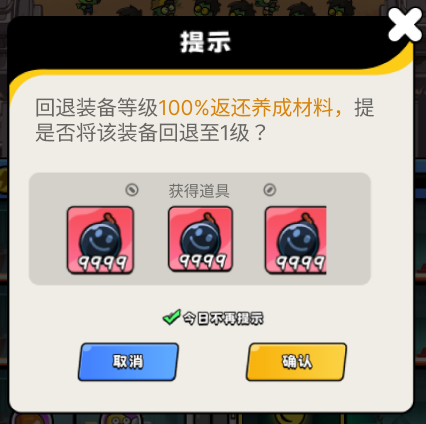 提示
回退装备等级100%返还养成材料，提
是否将该装备回退至1级？
获得道具
9999 9999 9999
今日不再提示
取消 确认